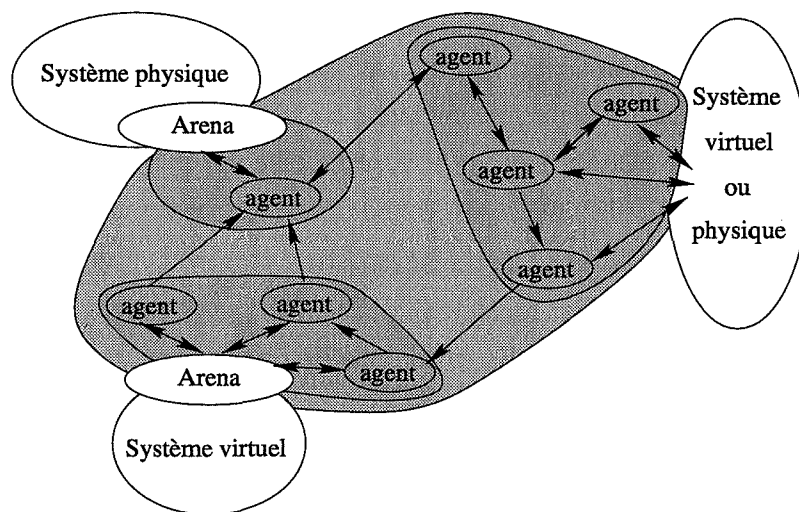 Système physique
Arena
agent
agent
agent
agent
agent
agent
agent
agent
Arena
agent
Système virtuel
Système
virtuel
ou
physique